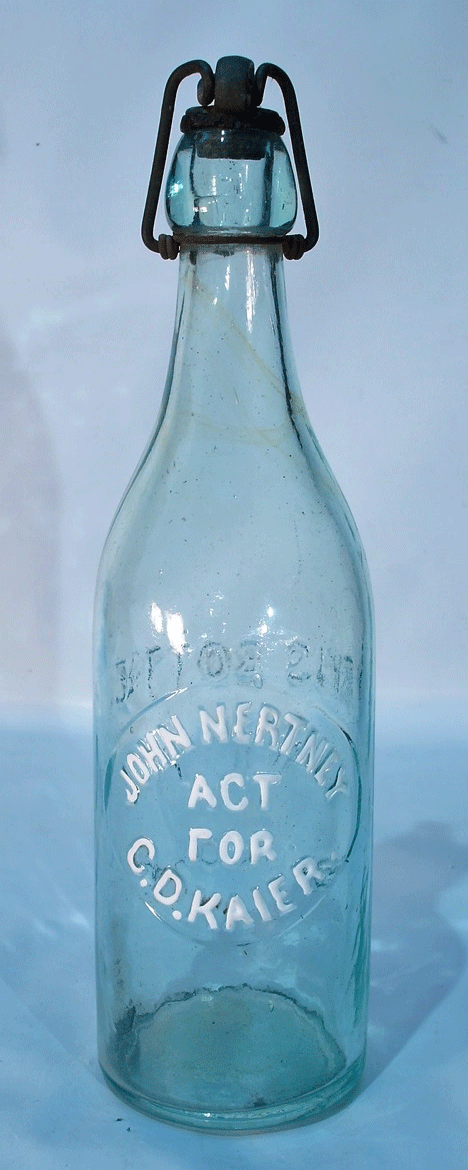 JOHN NERTNEY
ACT
FOR
C.D.KAIER